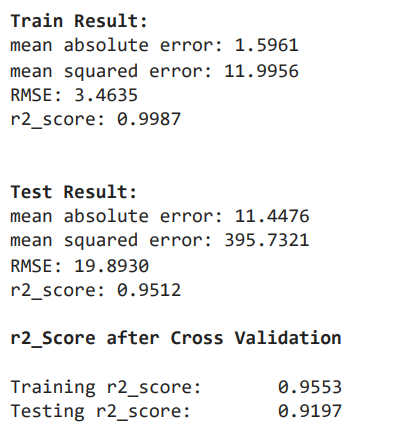 Train Result:
mean absolute error: 1.5961
mean squared error: 11.9956
RMSE: 3.4635
r2_score: 0.9987
Test Result:
mean absolute error: 11.4476
mean squared error: 395.7321
RMSE: 19.8930
r2_score: 0.9512
r2_Score after Cross Validation
Training r2_score: 0.9553
Testing r2_score: 0.9197